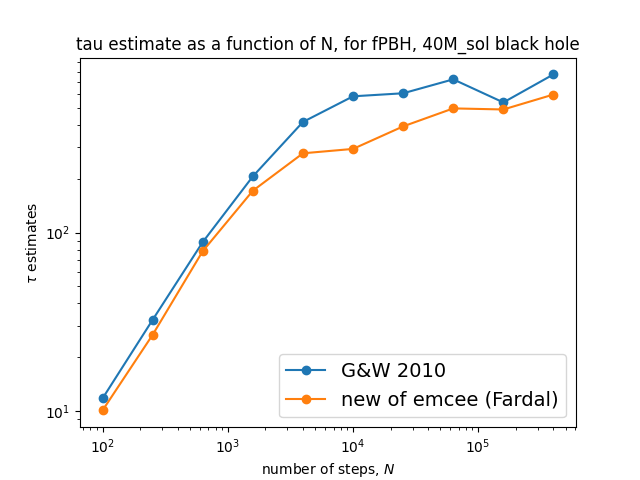 tau estimate as a function of N, for fPBH, 40M_sol black hole
τ estimates
10²
10¹
G&W 2010
new of emcee (Fardal)
10² 10³ 10⁴ 10⁵
number of steps, N